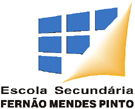 Escola Secundária
FERNÃO MENDES PINTO